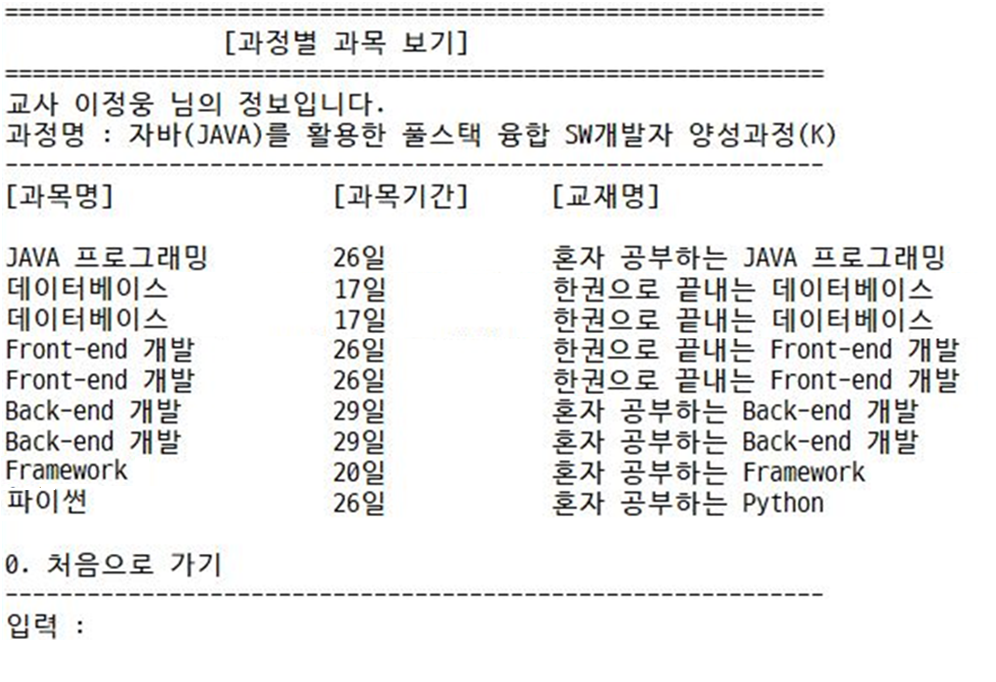 ============================================================
[과정별 과목 보기]
============================================================
교사 이정웅 님의 정보입니다.
과정명 : 자바(JAVA)를 활용한 풀스택 융합 SW개발자 양성과정(K)
------------------------------------------------------------
[과목명] [과목기간] [교재명]
JAVA 프로그래밍 26일 혼자 공부하는 JAVA 프로그래밍
데이터베이스 17일 한권으로 끝내는 데이터베이스
데이터베이스 17일 한권으로 끝내는 데이터베이스
Front-end 개발 26일 한권으로 끝내는 Front-end 개발
Front-end 개발 26일 한권으로 끝내는 Front-end 개발
Back-end 개발 29일 혼자 공부하는 Back-end 개발
Back-end 개발 29일 혼자 공부하는 Back-end 개발
Framework 20일 혼자 공부하는 Framework
파이썬 26일 혼자 공부하는 Python
0. 처음으로 가기
------------------------------------------------------------
입력 :